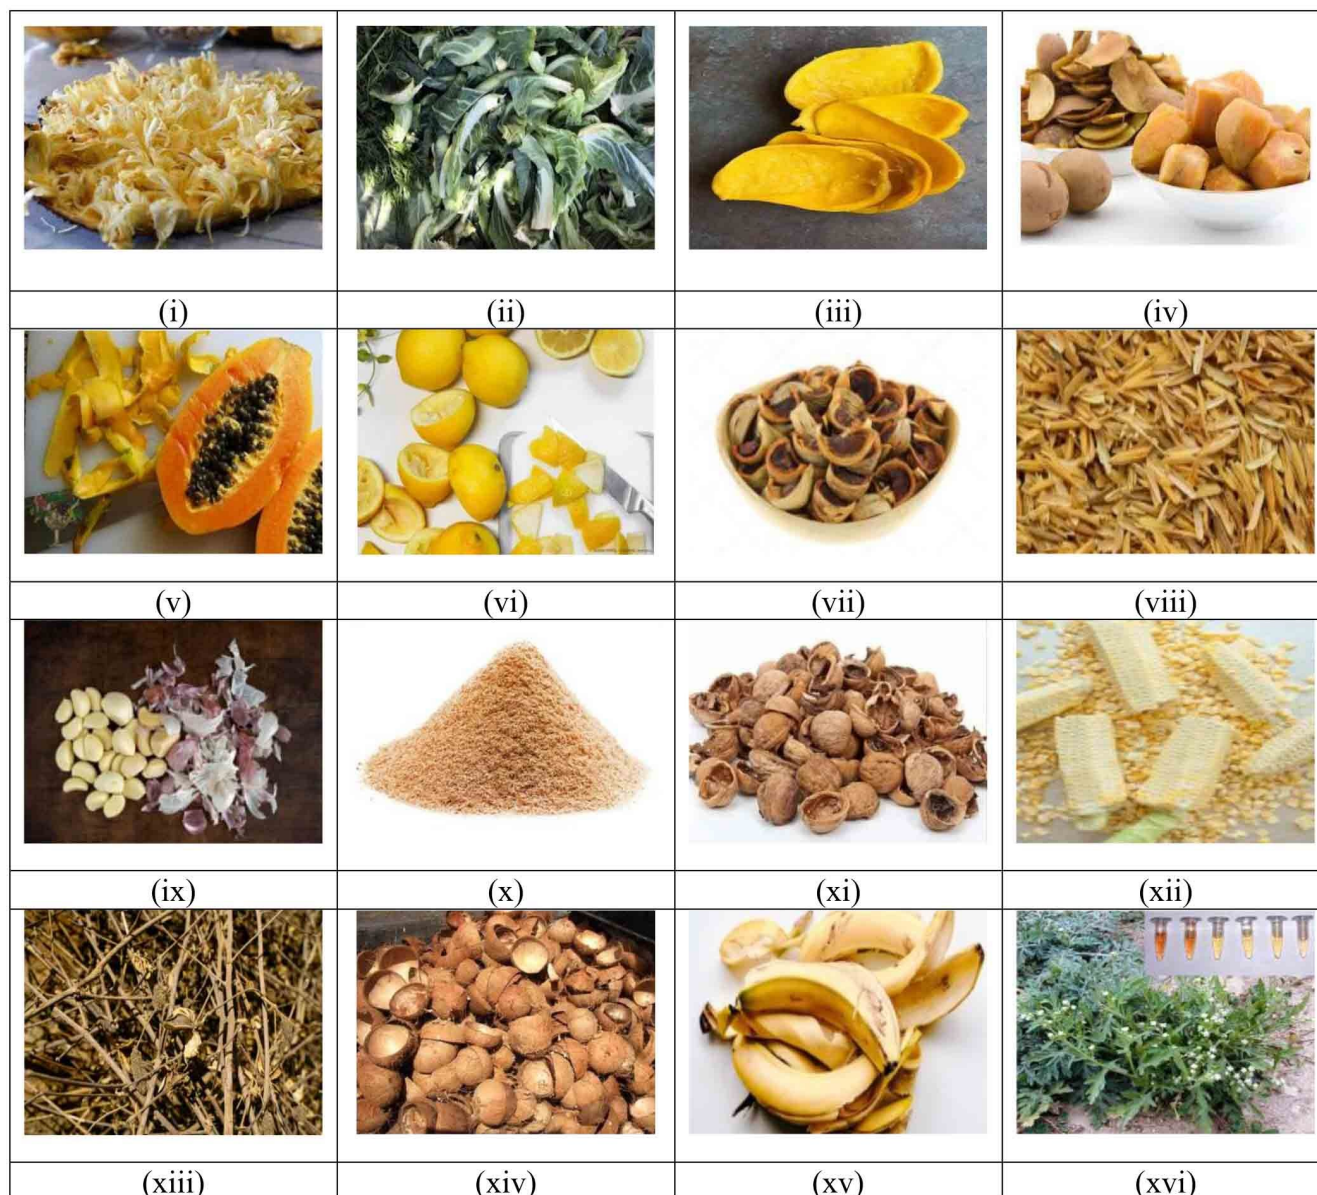 (i) (ii) (iii) (iv)
(v) (vi) (vii) (viii)
(ix) (x) (xi) (xii)
(xiii) (xiv) (xv) (xvi)